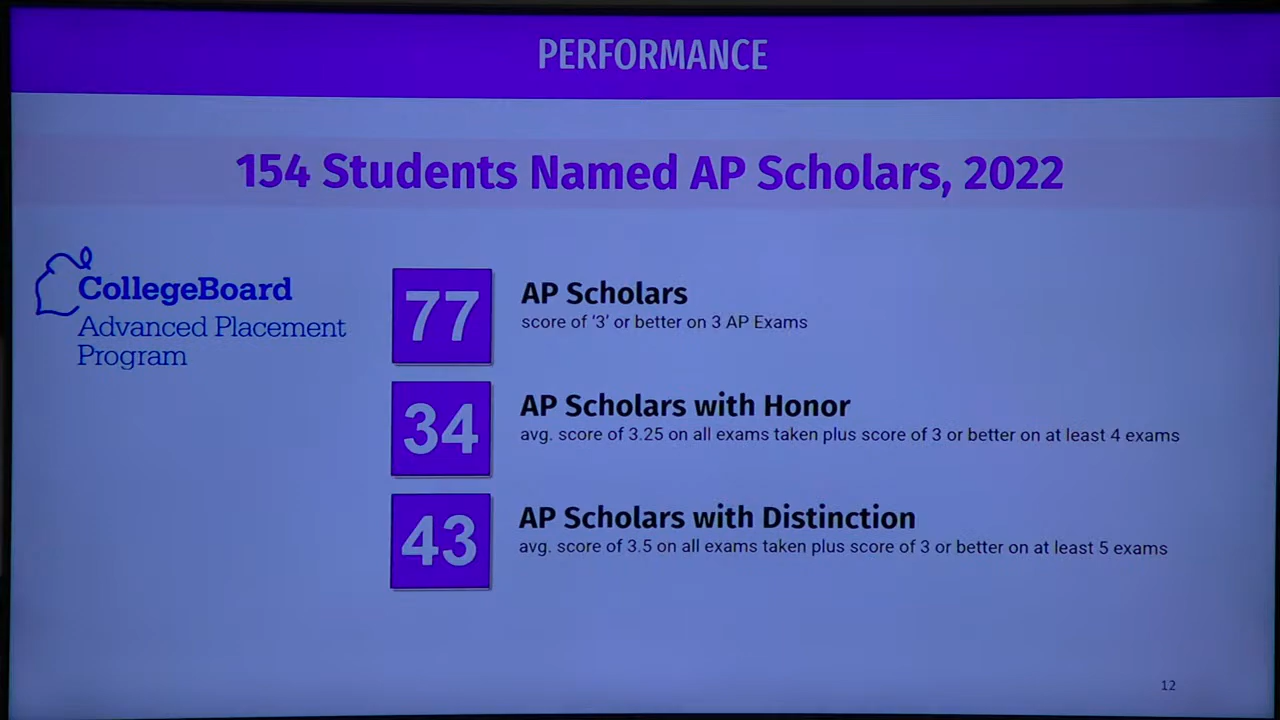 PERFORMANCE
154 Students Named AP Scholars, 2022
CollegeBoard
Advanced Placement
Program
77
AP Scholars
score of ‘3’ or better on 3 AP Exams
34
AP Scholars with Honor
avg. score of 3.25 on all exams taken plus score of 3 or better on at least 4 exams
43
AP Scholars with Distinction
avg. score of 3.5 on all exams taken plus score of 3 or better on at least 5 exams
12